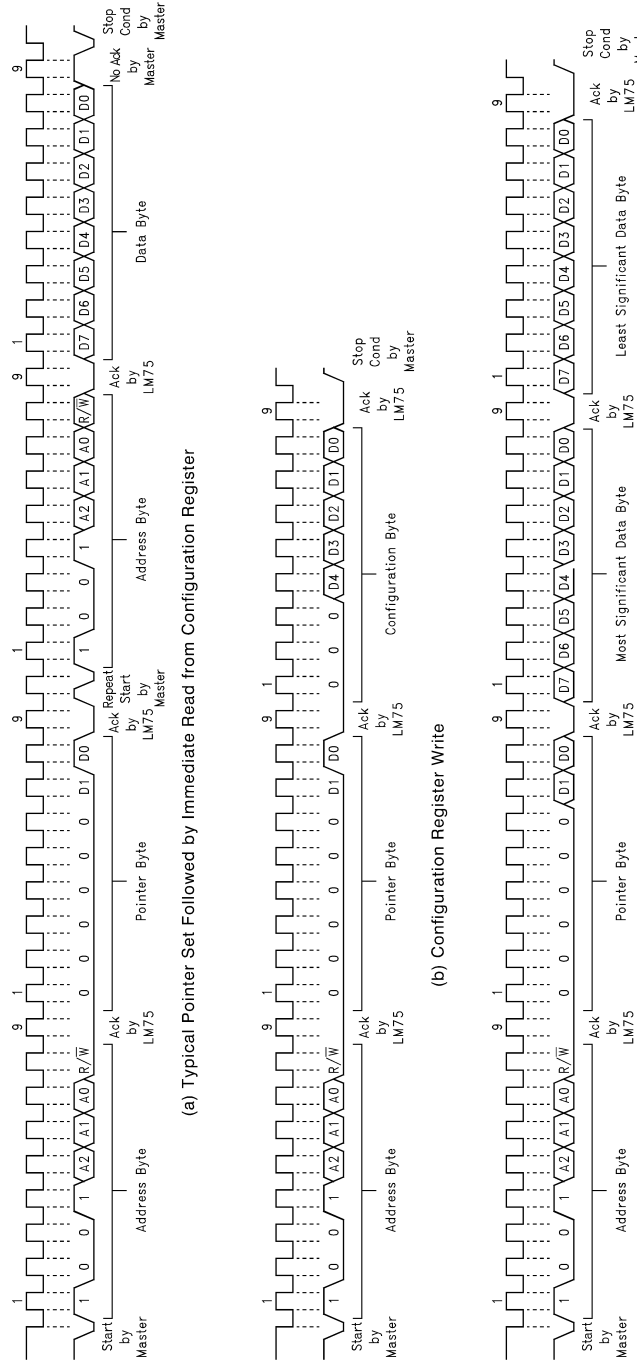 1 9 1 9 1 9 1 9
1 0 0 1 A2 A1 A0 R/W̅ 0 0 0 0 0 0 D1 D0 1 0 0 1 A2 A1 A0 R/W̅ D7 D6 D5 D4 D3 D2 D1 D0
Start
by
Master
Address Byte
Ack
by
LM75
Pointer Byte
Ack
by
LM75
Repeat
Start
by
Master
Address Byte
Ack
by
LM75
Data Byte
No Ack
by
Master
Stop
Cond
by
Master
(a) Typical Pointer Set Followed by Immediate Read from Configuration Register
1 9 1 9 1 9
1 0 0 1 A2 A1 A0 R/W̅ 0 0 0 0 0 0 D1 D0 0 0 0 D4 D3 D2 D1 D0
Start
by
Master
Address Byte
Ack
by
LM75
Pointer Byte
Ack
by
LM75
Configuration Byte
Ack
by
LM75
Stop
Cond
by
Master
(b) Configuration Register Write
1 9 1 9 1 9 1 9
1 0 0 1 A2 A1 A0 R/W̅ 0 0 0 0 0 0 D1 D0 D7 D6 D5 D4 D3 D2 D1 D0 D7 D6 D5 D4 D3 D2 D1 D0
Start
by
Master
Address Byte
Ack
by
LM75
Pointer Byte
Ack
by
LM75
Most Significant Data Byte
Ack
by
LM75
Least Significant Data Byte
Ack
by
LM75
Stop
Cond
by